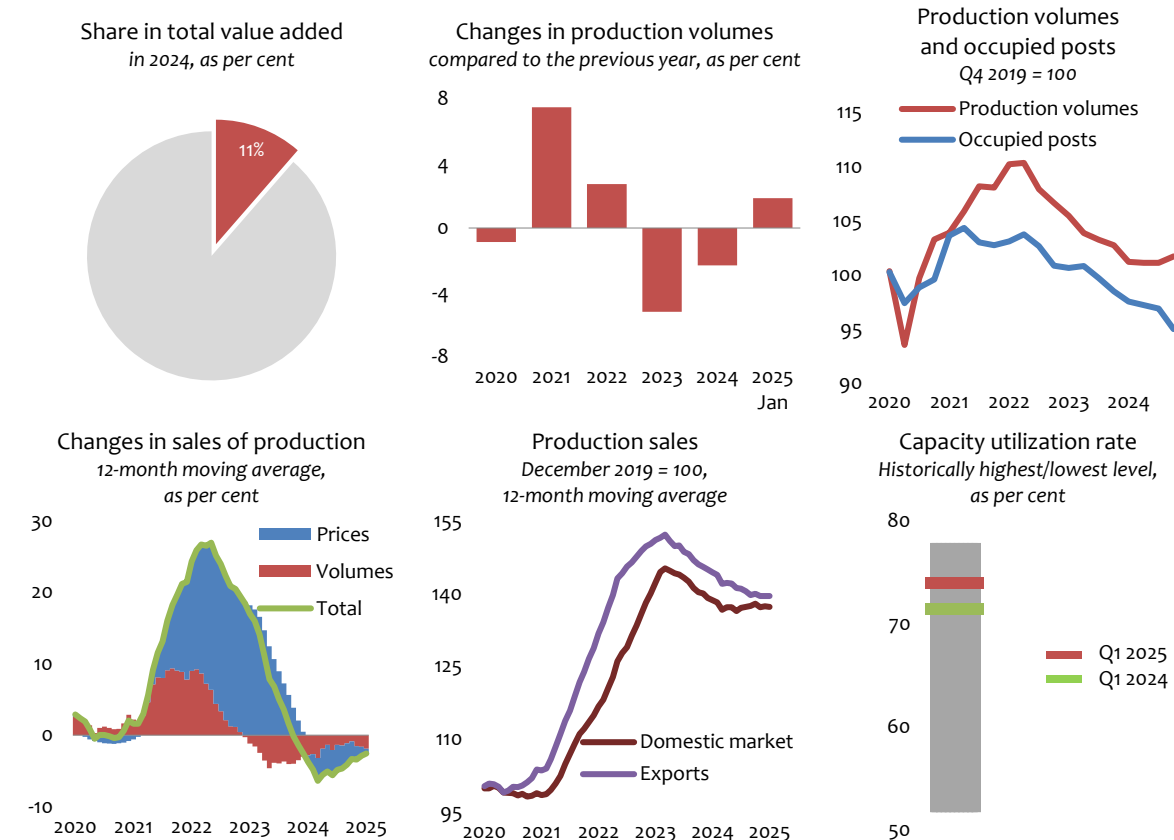 Share in total value added
in 2024, as per cent
11%
Changes in production volumes
compared to the previous year, as per cent
8
4
0
-4
-8
2020 2021 2022 2023 2024 2025
Jan
Production volumes
and occupied posts
Q4 2019 = 100
115
110
105
100
95
90
Production volumes
Occupied posts
2020 2021 2022 2023 2024
Changes in sales of production
12-month moving average,
as per cent
30
20
10
0
-10
Prices
Volumes
Total
2020 2021 2022 2023 2024 2025
Production sales
December 2019 = 100,
12-month moving average
155
140
125
110
95
Domestic market
Exports
2020 2021 2022 2023 2024 2025
Capacity utilization rate
Historically highest/lowest level,
as per cent
80
70
60
50
Q1 2025
Q1 2024